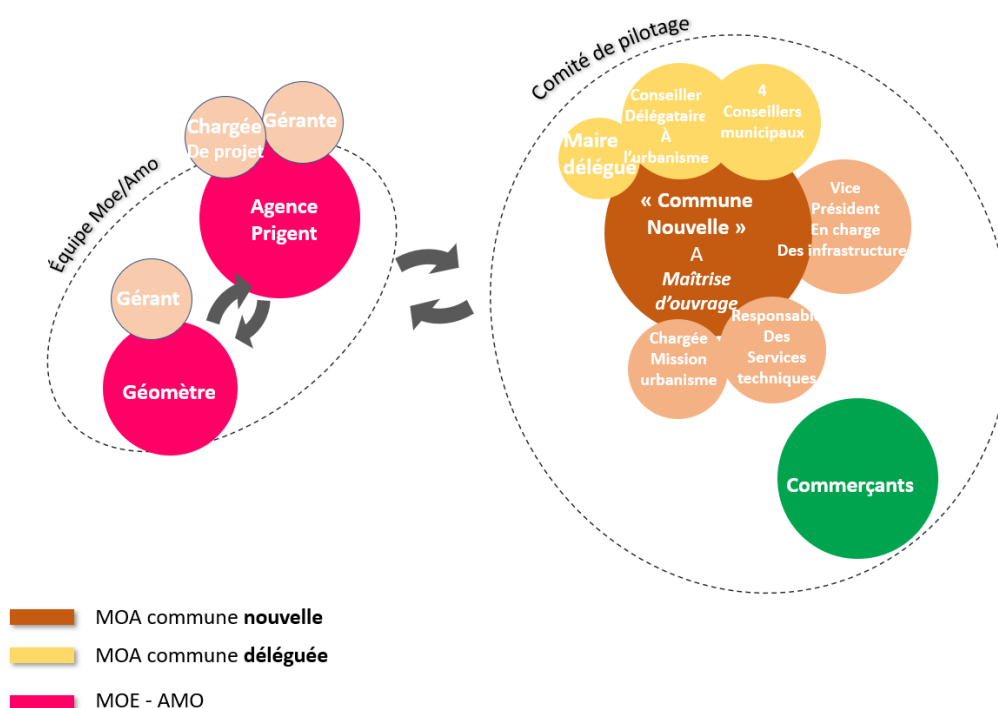 Équipe Moe/Amo
Chargée
De projet
Gérante
Agence
Prigent
Gérant
Géomètre
Comité de pilotage
Maire
délégué
Conseiller
Délégataire
À
l'urbanisme
4
Conseillers
municipaux
« Commune
Nouvelle »
A
Maîtrise
d'ouvrage
Vice
Président
En charge
Des infrastructure
Chargée
Mission
urbanisme
Responsabl
Des
Services
techniques
Commerçants
MOA commune nouvelle
MOA commune déléguée
MOE - AMO